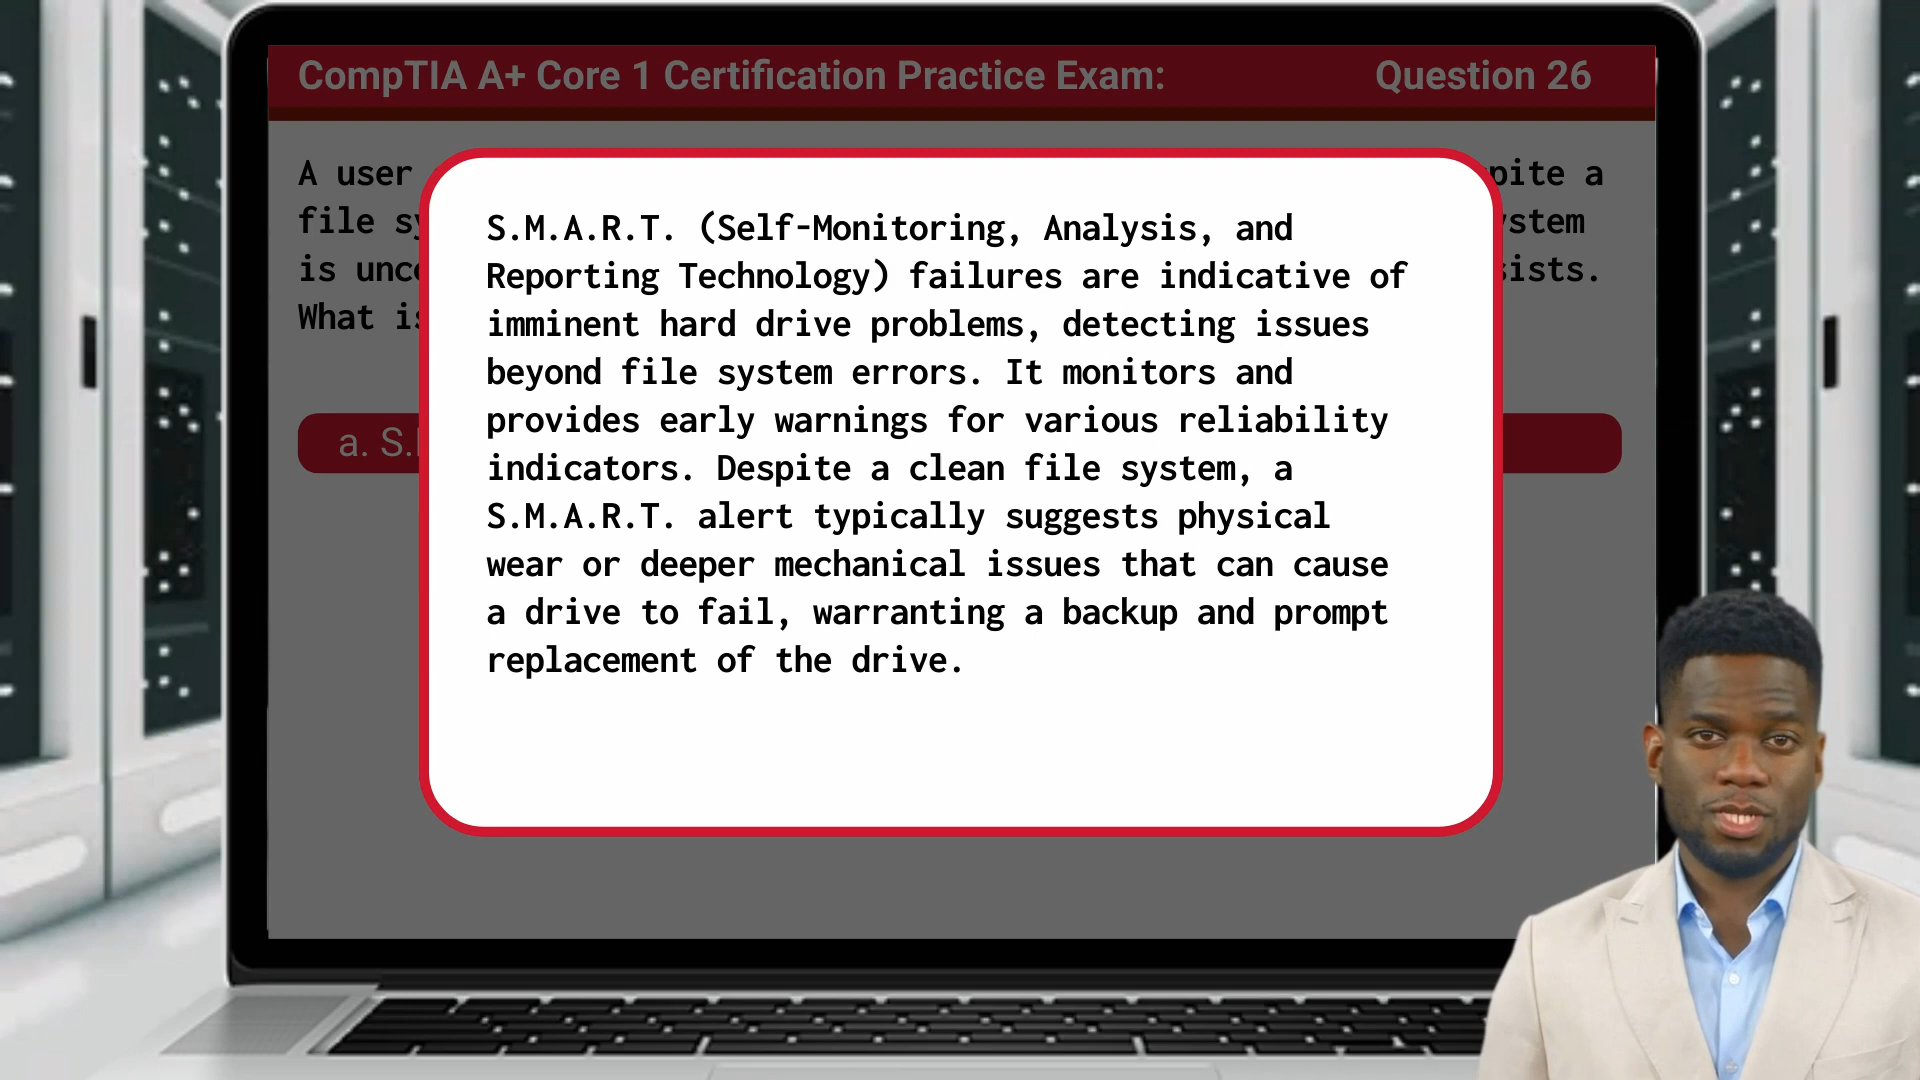 CompTIA A+ Core 1 Certification Practice Exam: Question 26
A user
pite a
file sy
ystem
is unc
sists.
What is
a. S.
S.M.A.R.T. (Self-Monitoring, Analysis, and
Reporting Technology) failures are indicative of
imminent hard drive problems, detecting issues
beyond file system errors. It monitors and
provides early warnings for various reliability
indicators. Despite a clean file system, a
S.M.A.R.T. alert typically suggests physical
wear or deeper mechanical issues that can cause
a drive to fail, warranting a backup and prompt
replacement of the drive.